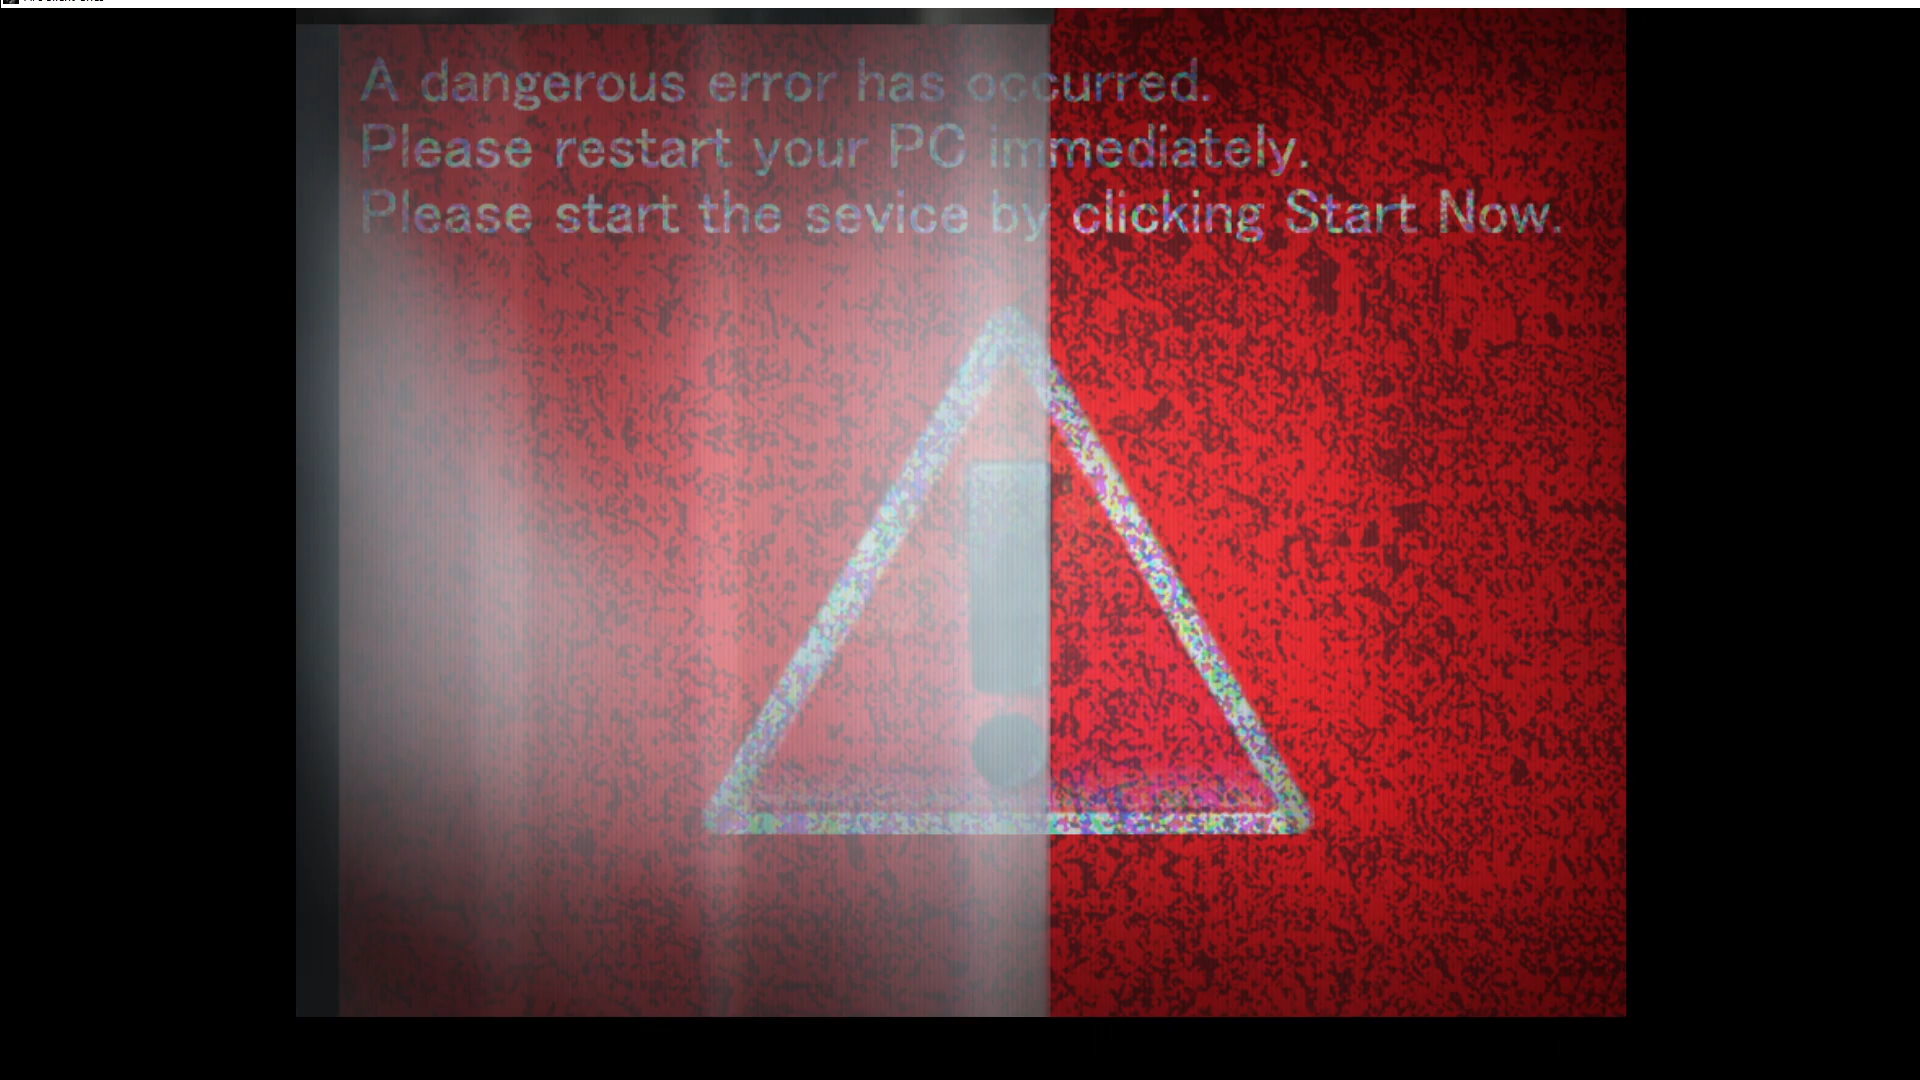 A dangerous error has occurred.
Please restart your PC immediately.
Please start the sevice by clicking Start Now.